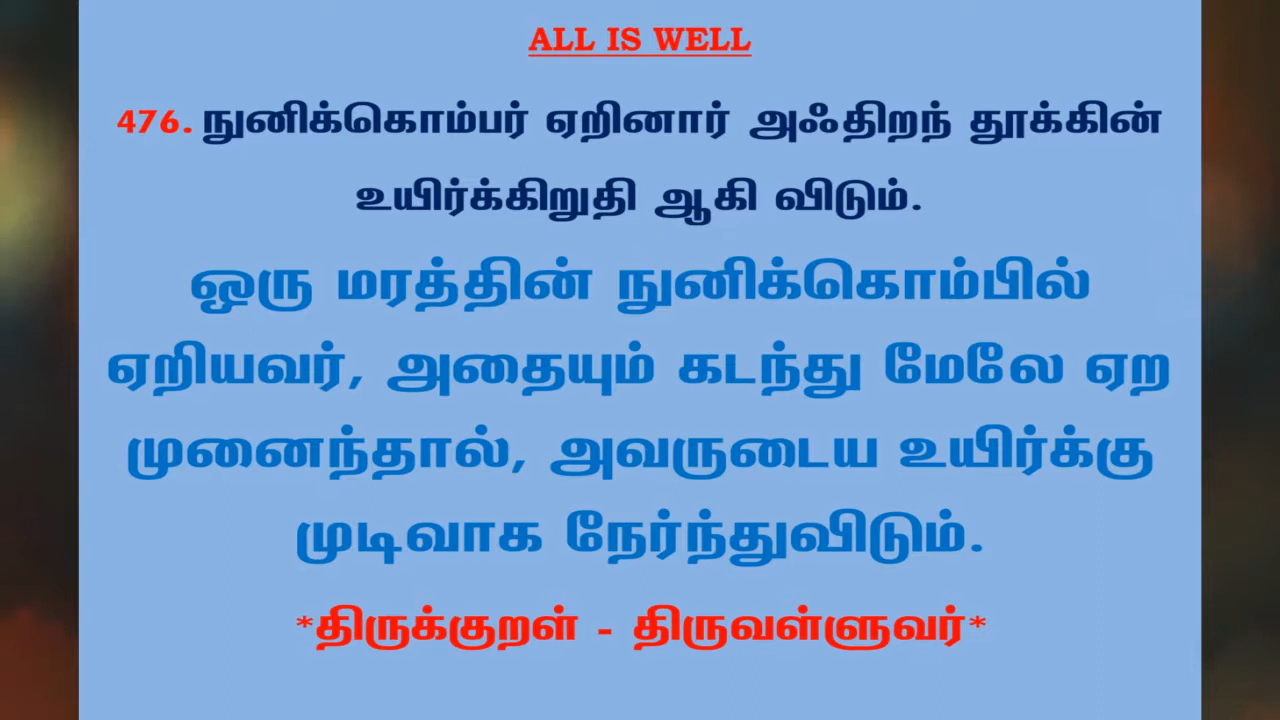 ALL IS WELL
476. நுனிக்கொம்பர் ஏறினார் அஃதிறந் தூக்கின்
உயிர்க்கிறுதி ஆகி விடும்.
ஒரு மரத்தின் நுனிக்கொம்பில்
ஏறியவர், அதையும் கடந்து மேலே ஏற
முனைந்தால், அவருடைய உயிர்க்கு
முடிவாக நேர்ந்துவிடும்.
*திருக்குறள் - திருவள்ளுவர்*